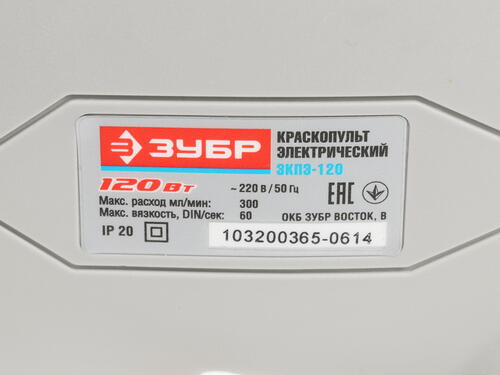 ЗУБР
КРАСКОПУЛЬТ
ЭЛЕКТРИЧЕСКИЙ
ЗКПЭ-120
120 Вт
~ 220 В / 50 Гц
Макс. расход мл/мин: 300
Макс. вязкость, DIN/сек: 60
EAC
ОКБ ЗУБР ВОСТОК, В
IP 20
103200365-0614